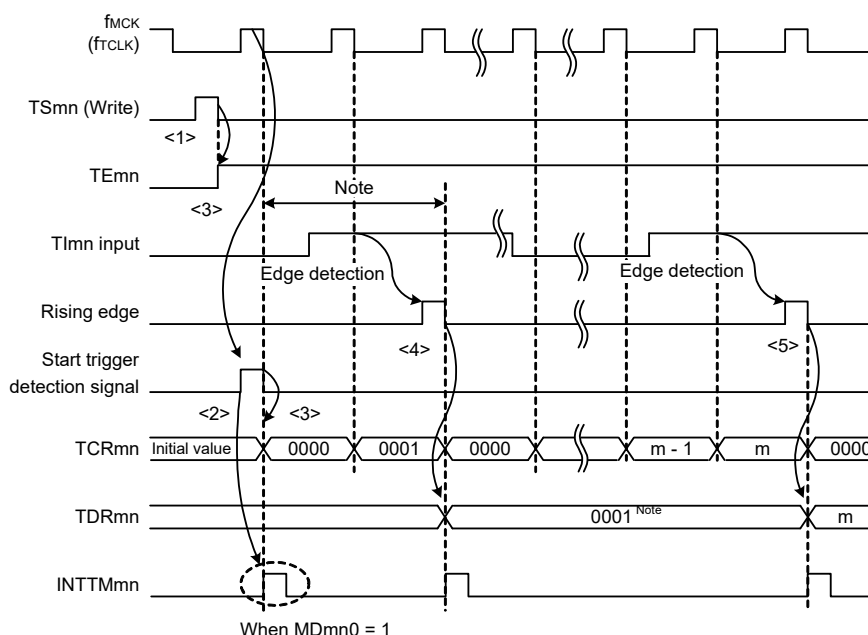 fMCK
(fTCLK)
TSmn (Write)
<1>
TEmn
<3>
Note
TImn input
Edge detection
Edge detection
Rising edge
<4>
<5>
Start trigger
detection signal
<2>
<3>
TCRmn
Initial value
0000
0001
0000
m - 1
m
0000
TDRmn
0001 Note
m
INTTMmn
When MDmn0 = 1